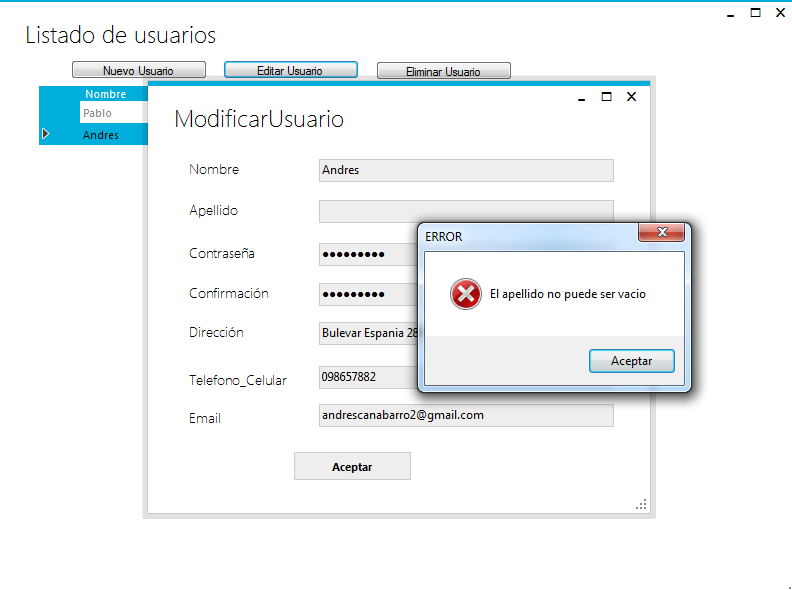 Listado de usuarios
Nuevo Usuario Editar Usuario Eliminar Usuario
Nombre
Pablo
Andres
ModificarUsuario
Nombre Andres
Apellido
Contraseña ●●●●●●●●●
Confirmación ●●●●●●●●●
Dirección Bulevar Espania 28
Telefono_Celular 098657882
Email andrescanabarro2@gmail.com
Aceptar
ERROR
El apellido no puede ser vacio
Aceptar